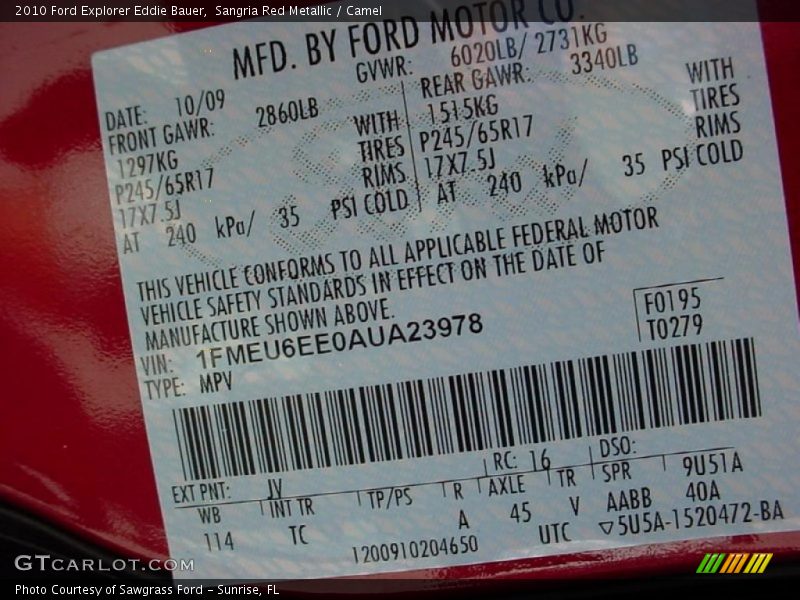 2010 Ford Explorer Eddie Bauer, Sangria Red Metallic / Camel
MFD. BY FORD MOTOR CO.
DATE: 10/09 GVWR: 6020LB/ 2731KG
FRONT GAWR: 2860LB REAR GAWR: 3340LB
1297KG WITH 1515KG WITH
P245/65R17 TIRES P245/65R17 TIRES
17X7.5J RIMS 17X7.5J RIMS
AT 240 kPa/ 35 PSI COLD AT 240 kPa/ 35 PSI COLD
THIS VEHICLE CONFORMS TO ALL APPLICABLE FEDERAL MOTOR
VEHICLE SAFETY STANDARDS IN EFFECT ON THE DATE OF
MANUFACTURE SHOWN ABOVE.
F0195
VIN: 1FMEU6EE0AUA23978 T0279
TYPE: MPV
EXT PNT: JV RC: 16 DSO:
WB INT TR TP/PS R AXLE TR SPR 9U51A
114 TC A 45 V AABB 40A
1200910204650 UTC ▽5U5A-1520472-BA
GTCARLOT.COM
Photo Courtesy of Sawgrass Ford - Sunrise, FL